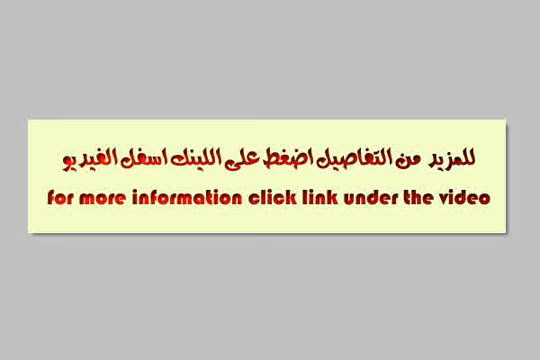 للمزيد من التفاصيل اضغط على اللينك اسفل الفيديو
for more information click link under the video